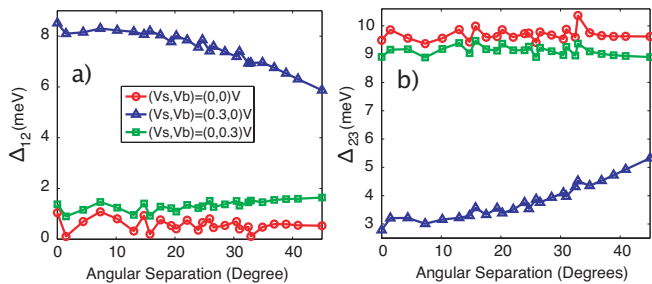 a)
(Vs,Vb)=(0,0)V
(Vs,Vb)=(0.3,0)V
(Vs,Vb)=(0,0.3)V
Δ12(meV)
8
6
4
2
0
0 10 20 30 40
Angular Separation (Degree)
b)
Δ23(meV)
10
9
8
7
6
5
4
3
2
0 10 20 30 40
Angular Separation (Degrees)